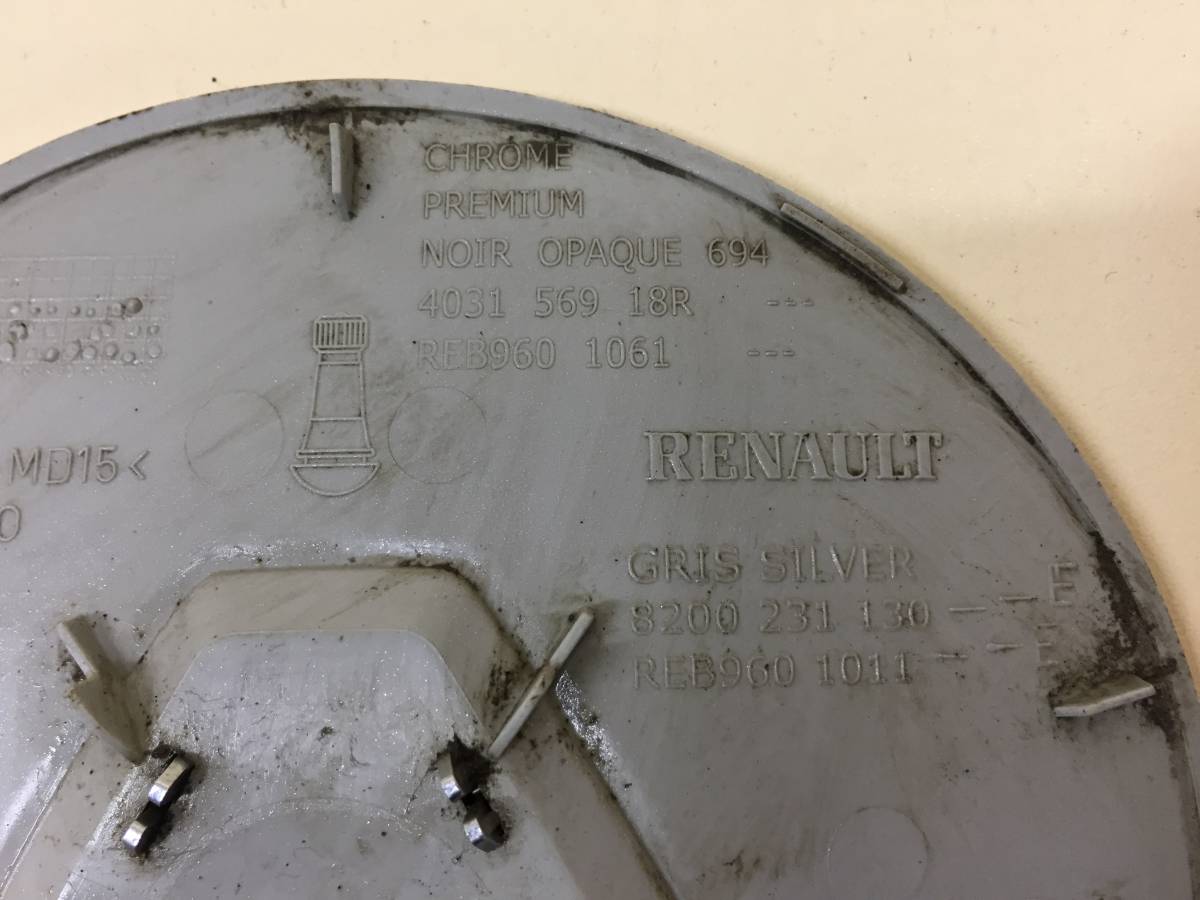 CHROME
PREMIUM
NOIR OPAQUE 694
4031 569 18R ---
REB960 1061 ---
MD15<
0
RENAULT
GRIS SILVER
8200 231 130 -- E
REB960 1011 ---